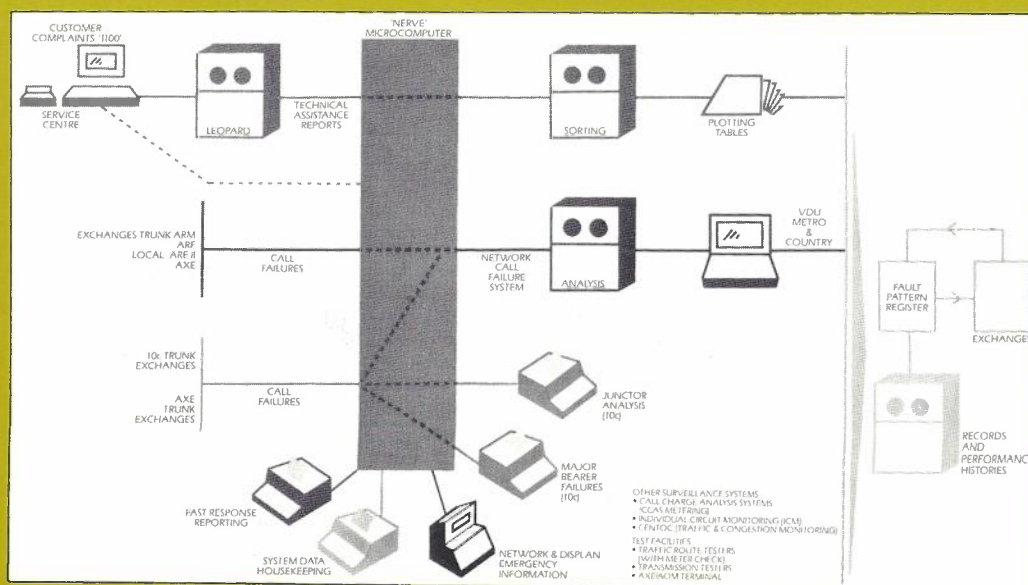 CUSTOMER
COMPLAINTS '1100'
SERVICE
CENTRE
LEOPARD
TECHNICAL
ASSISTANCE
REPORTS
'NERVE'
MICROCOMPUTER
SORTING
PLOTTING
TABLES
EXCHANGES TRUNK ARM
ARF
LOCAL ARE II
AXE
CALL
FAILURES
NETWORK
CALL
FAILURE
SYSTEM
ANALYSIS
VDU
METRO
&
COUNTRY
FAULT
PATTERN
REGISTER
EXCHANGES
10c TRUNK
EXCHANGES
AXE
TRUNK
EXCHANGES
CALL
FAILURES
JUNCTOR
ANALYSIS
(10c)
MAJOR
BEARER
FAILURES
(10c)
RECORDS
AND
PERFORMANCE
HISTORIES
FAST RESPONSE
REPORTING
SYSTEM DATA
HOUSEKEEPING
NETWORK & DISPLAN
EMERGENCY
INFORMATION
OTHER SURVEILLANCE SYSTEMS
• CALL CHARGE ANALYSIS SYSTEMS
(CCAS METERING)
• INDIVIDUAL CIRCUIT MONITORING (ICM)
• CENTOC (TRAFFIC & CONGESTION MONITORING)
TEST FACILITIES
• TRAFFIC ROUTE TESTERS
(WITH METER CHECK)
• TRANSMISSION TESTERS
• TERMINAL